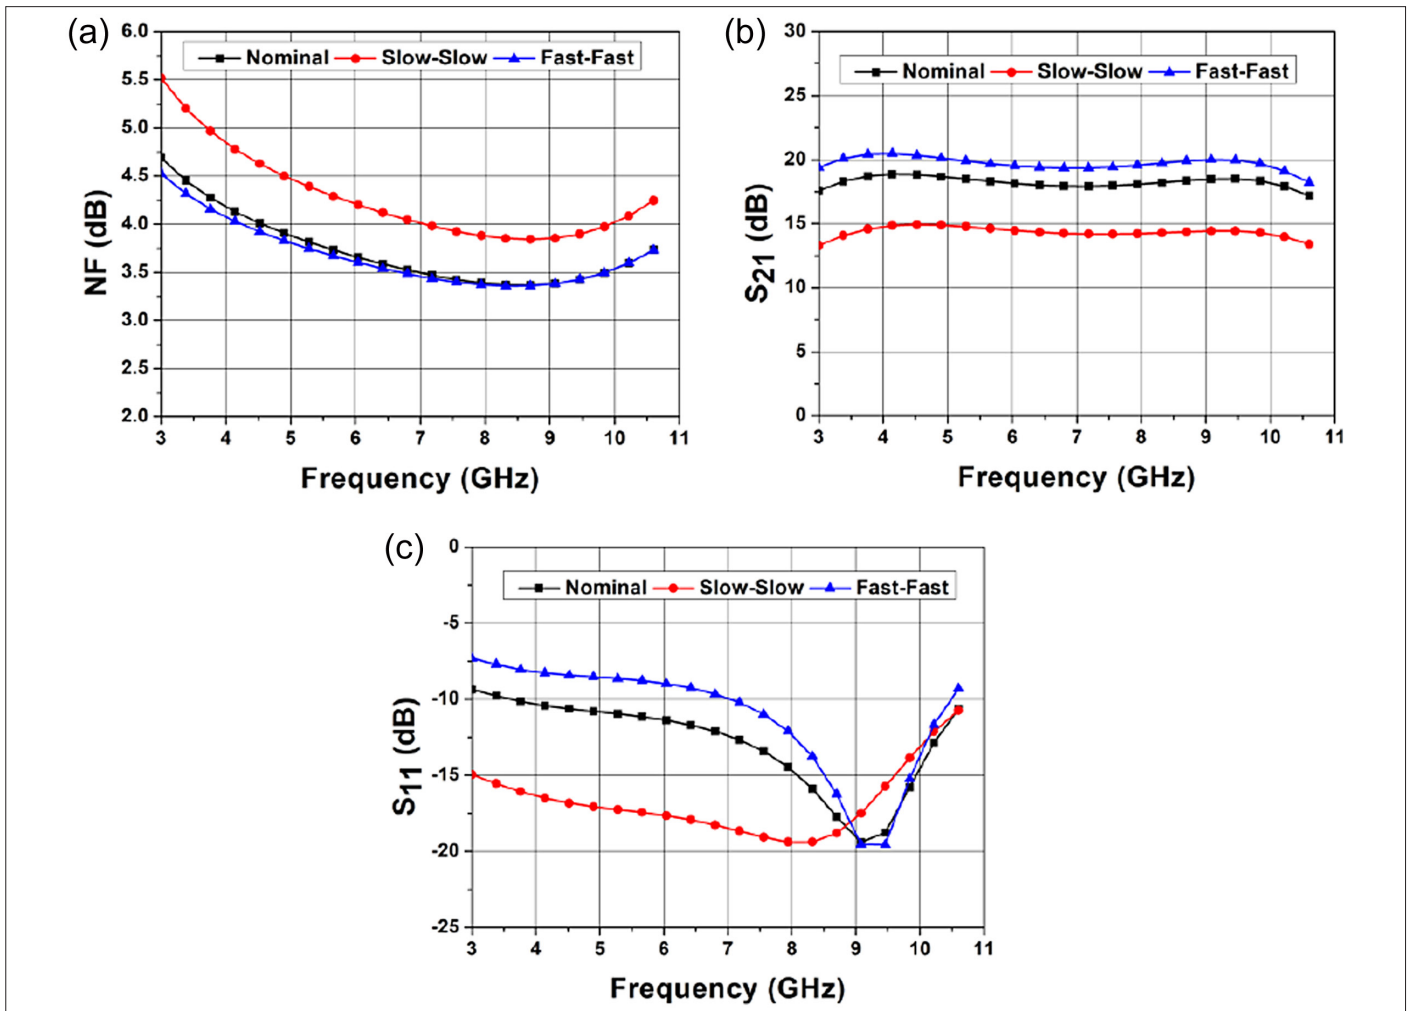 (a)
6.0
5.5
5.0
4.5
4.0
3.5
3.0
2.5
2.0
NF (dB)
Nominal Slow-Slow Fast-Fast
3 4 5 6 7 8 9 10 11
Frequency (GHz)
(b)
30
25
20
15
10
5
0
S21 (dB)
Nominal Slow-Slow Fast-Fast
3 4 5 6 7 8 9 10 11
Frequency (GHz)
(c)
0
-5
-10
-15
-20
-25
S11 (dB)
Nominal Slow-Slow Fast-Fast
3 4 5 6 7 8 9 10 11
Frequency (GHz)